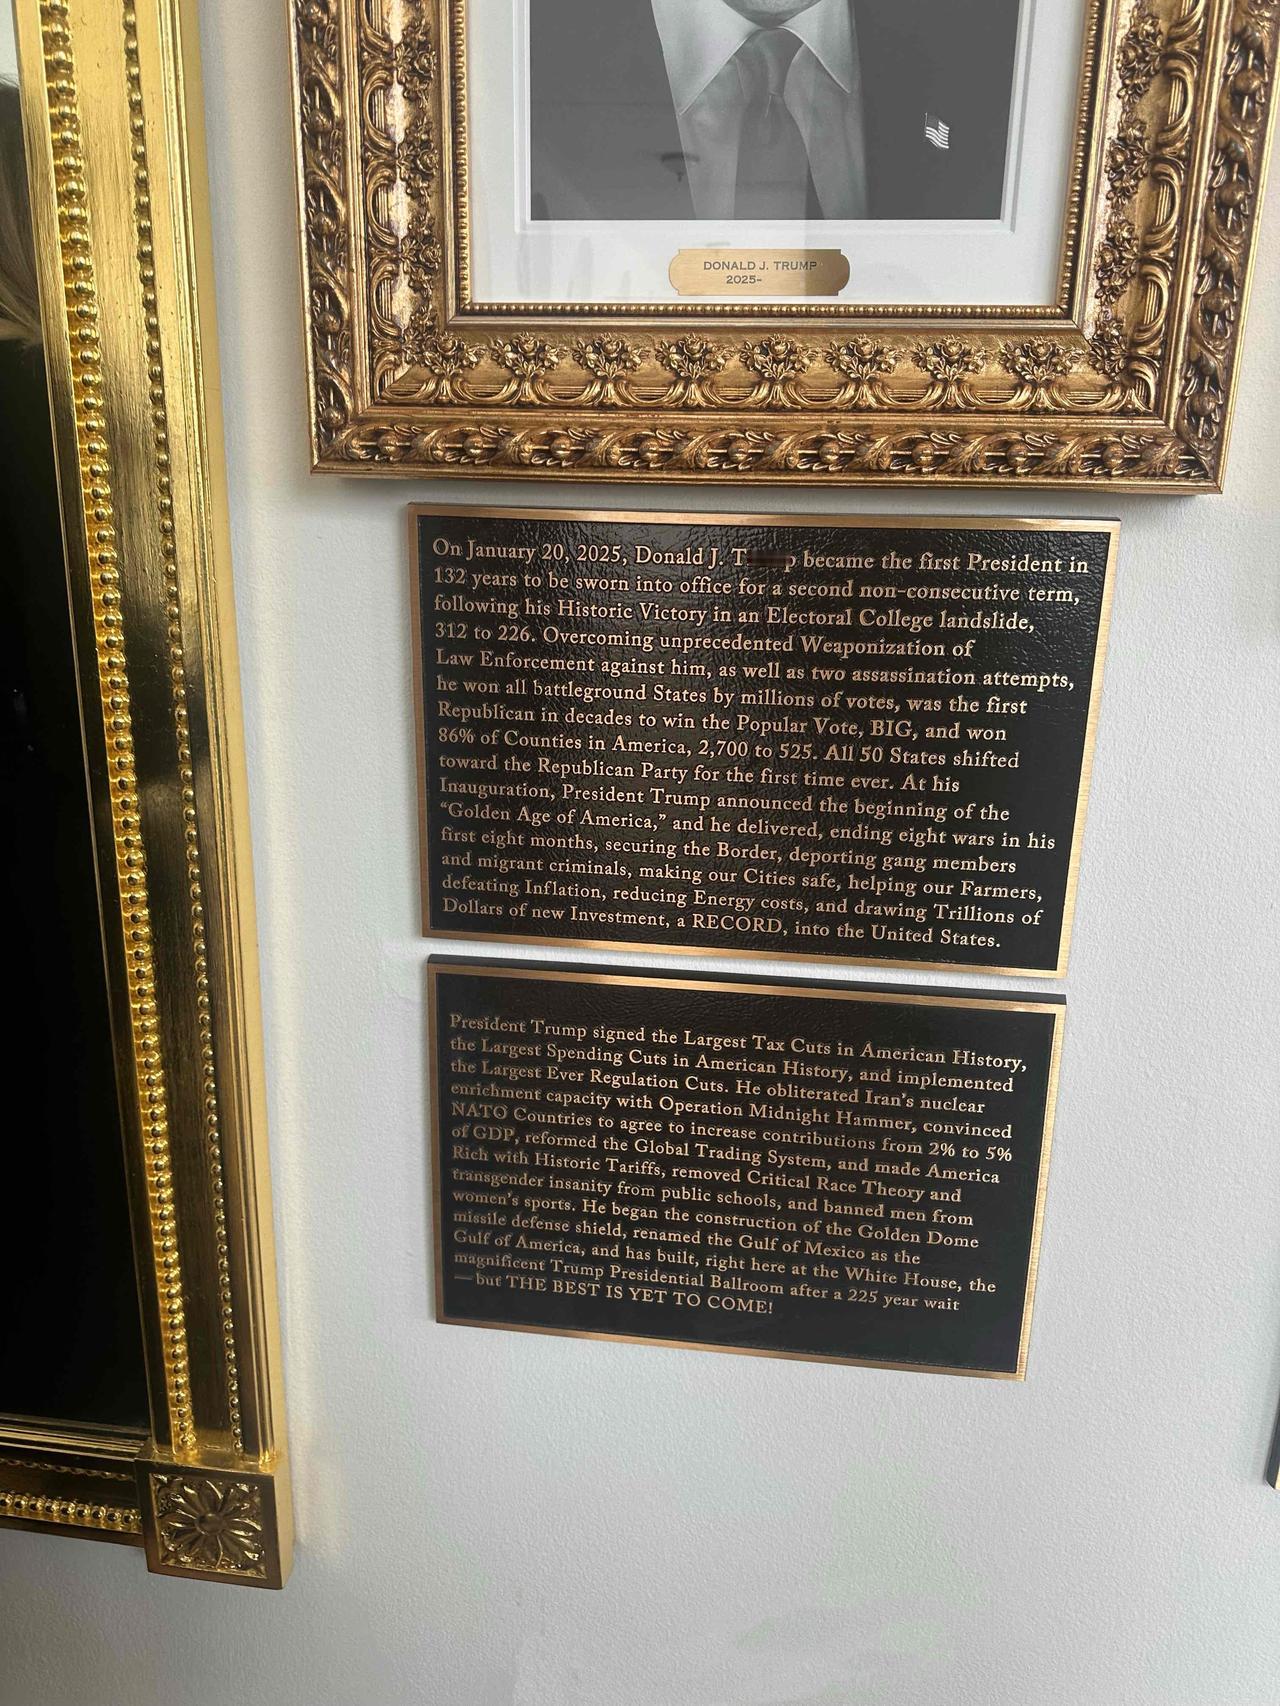 DONALD J. TRUMP
2025-
On January 20, 2025, Donald J. T p became the first President in
132 years to be sworn into office for a second non-consecutive term,
following his Historic Victory in an Electoral College landslide,
312 to 226. Overcoming unprecedented Weaponization of
Law Enforcement against him, as well as two assassination attempts,
he won all battleground States by millions of votes, was the first
Republican in decades to win the Popular Vote, BIG, and won
86% of Counties in America, 2,700 to 525. All 50 States shifted
toward the Republican Party for the first time ever. At his
Inauguration, President Trump announced the beginning of the
“Golden Age of America,” and he delivered, ending eight wars in his
first eight months, securing the Border, deporting gang members
and migrant criminals, making our Cities safe, helping our Farmers,
defeating Inflation, reducing Energy costs, and drawing Trillions of
Dollars of new Investment, a RECORD, into the United States.
President Trump signed the Largest Tax Cuts in American History,
the Largest Spending Cuts in American History, and implemented
the Largest Ever Regulation Cuts. He obliterated Iran’s nuclear
enrichment capacity with Operation Midnight Hammer, convinced
NATO Countries to agree to increase contributions from 2% to 5%
of GDP, reformed the Global Trading System, and made America
Rich with Historic Tariffs, removed Critical Race Theory and
transgender insanity from public schools, and banned men from
women’s sports. He began the construction of the Golden Dome
missile defense shield, renamed the Gulf of Mexico as the
Gulf of America, and has built, right here at the White House, the
magnificent Trump Presidential Ballroom after a 225 year wait
—but THE BEST IS YET TO COME!